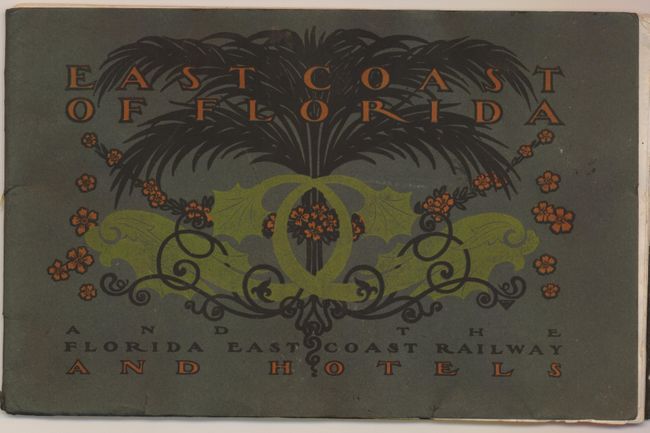 EAST COAST
OF FLORIDA
AND THE
FLORIDA EAST COAST RAILWAY
AND HOTELS